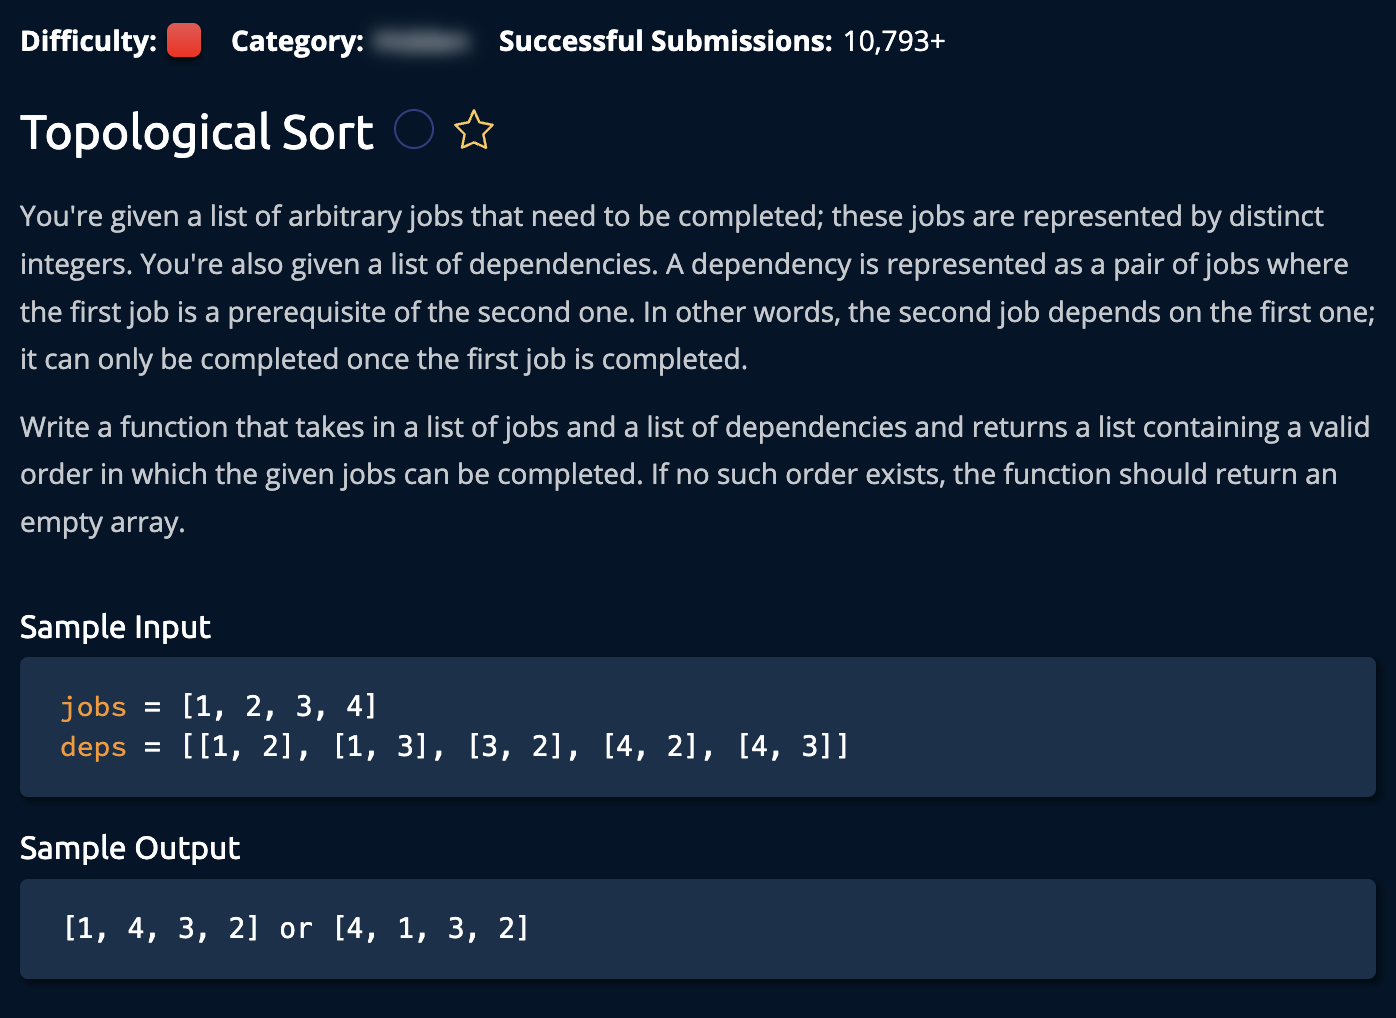 Difficulty: Category: Successful Submissions: 10,793+
Topological Sort
You're given a list of arbitrary jobs that need to be completed; these jobs are represented by distinct
integers. You're also given a list of dependencies. A dependency is represented as a pair of jobs where
the first job is a prerequisite of the second one. In other words, the second job depends on the first one;
it can only be completed once the first job is completed.
Write a function that takes in a list of jobs and a list of dependencies and returns a list containing a valid
order in which the given jobs can be completed. If no such order exists, the function should return an
empty array.
Sample Input
jobs = [1, 2, 3, 4]
deps = [[1, 2], [1, 3], [3, 2], [4, 2], [4, 3]]
Sample Output
[1, 4, 3, 2] or [4, 1, 3, 2]